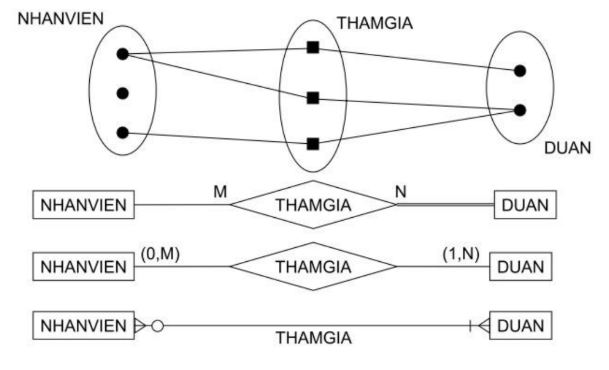 NHANVIEN
THAMGIA
DUAN
M N
NHANVIEN THAMGIA DUAN
(0,M) (1,N)
NHANVIEN THAMGIA DUAN
NHANVIEN DUAN
THAMGIA